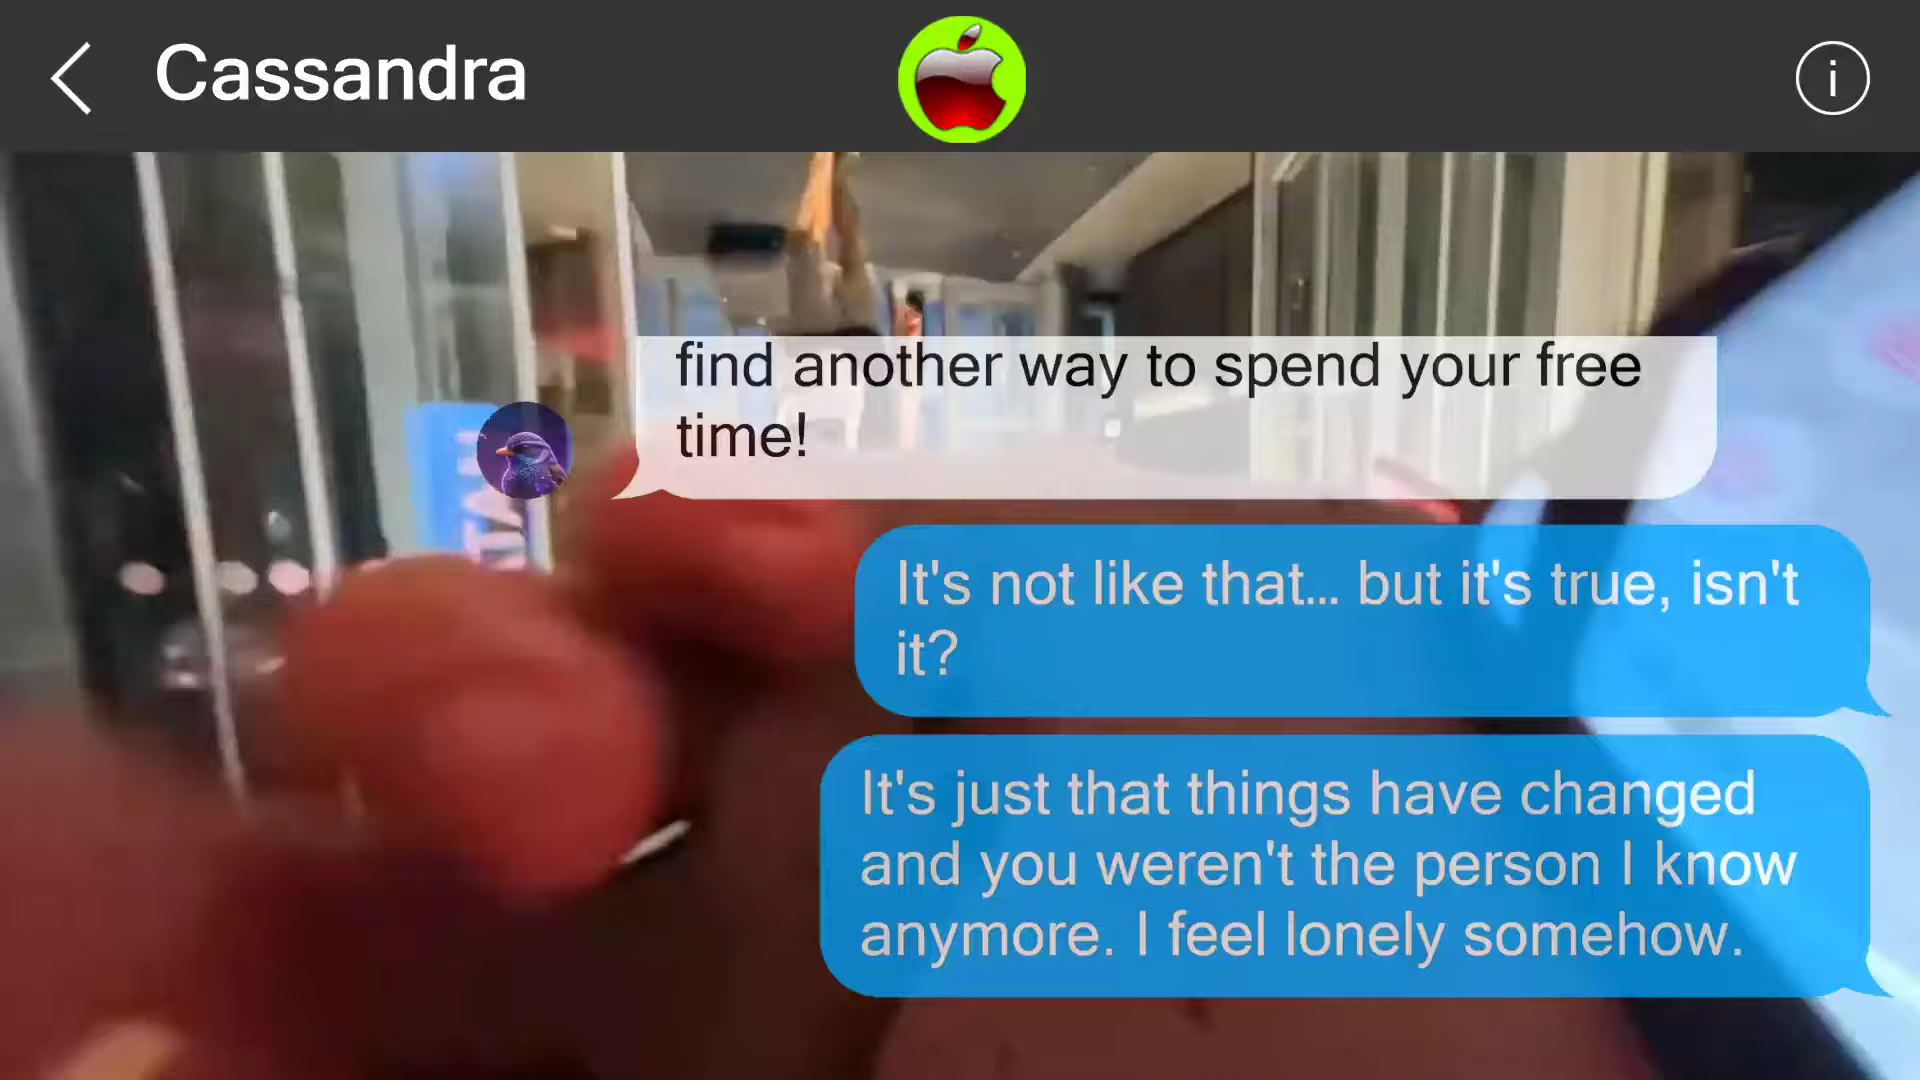 Cassandra
find another way to spend your free
time!
It's not like that... but it's true, isn't
it?
It's just that things have changed
and you weren't the person I know
anymore. I feel lonely somehow.